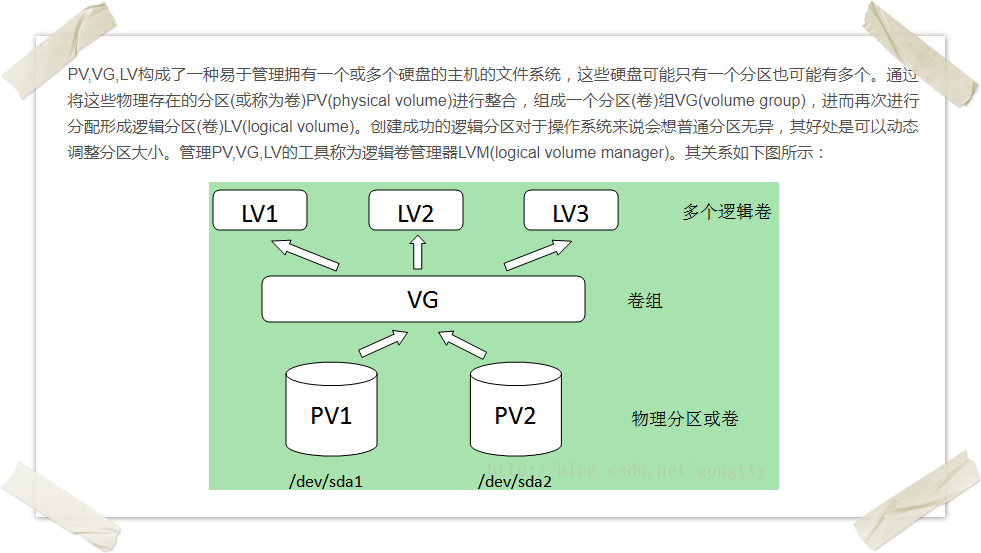 PV,VG,LV构成了一种易于管理拥有一个或多个硬盘的主机的文件系统，这些硬盘可能只有一个分区也可能有多个。通过
将这些物理存在的分区(或称为卷)PV(physical volume)进行整合，组成一个分区(卷)组VG(volume group)，进而再次进行
分配形成逻辑分区(卷)LV(logical volume)。创建成功的逻辑分区对于操作系统来说会想普通分区无异，其好处是可以动态
调整分区大小。管理PV,VG,LV的工具称为逻辑卷管理器LVM(logical volume manager)。其关系如下图所示：
LV1 LV2 LV3 多个逻辑卷
VG 卷组
PV1 PV2 物理分区或卷
http://blog.csdn.net/gongtxy
/dev/sda1 /dev/sda2